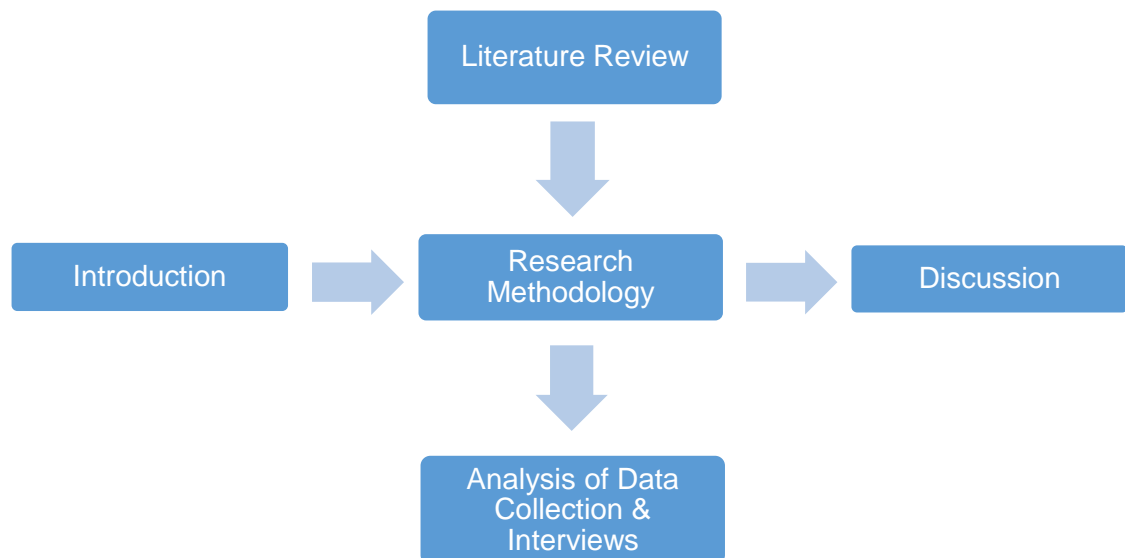 Literature Review
Introduction
Research
Methodology
Discussion
Analysis of Data
Collection &
Interviews